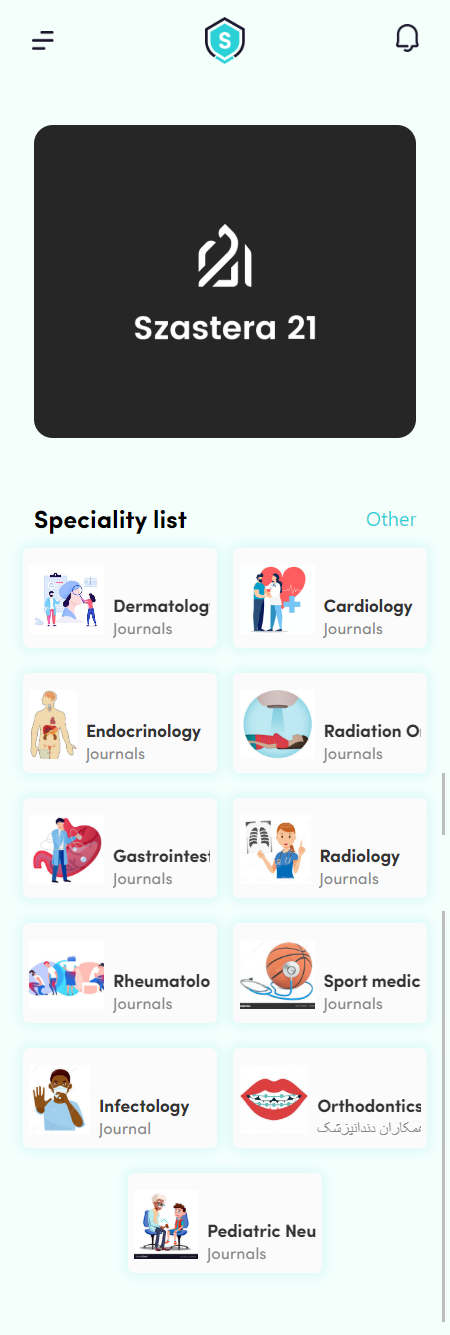 S
Szastera 21
Speciality list
Other
Dermatolog
Journals
Cardiology
Journals
Endocrinology
Journals
Radiation O
Journals
Gastrointest
Journals
Radiology
Journals
Rheumatolo
Journals
Sport medic
Journals
Infectology
Journal
Orthodontics
همکاران دندانپزشک
Pediatric Neu
Journals